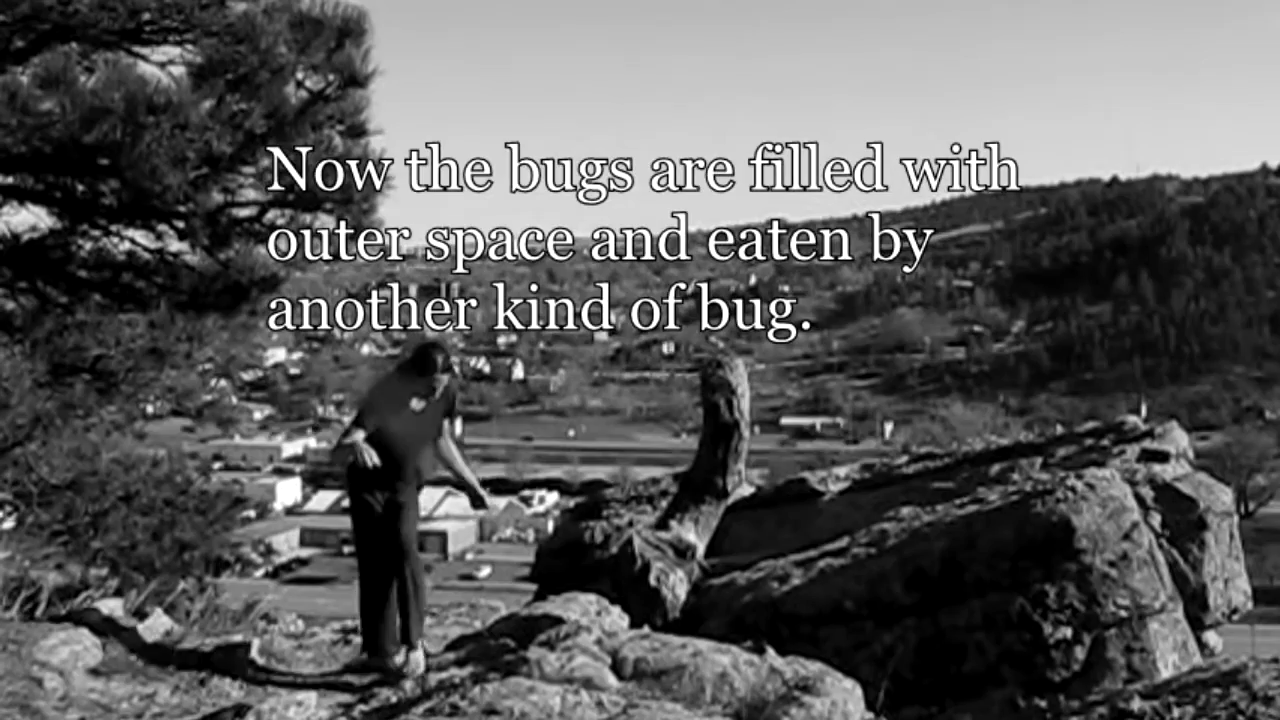 Now the bugs are filled with
outer space and eaten by
another kind of bug.